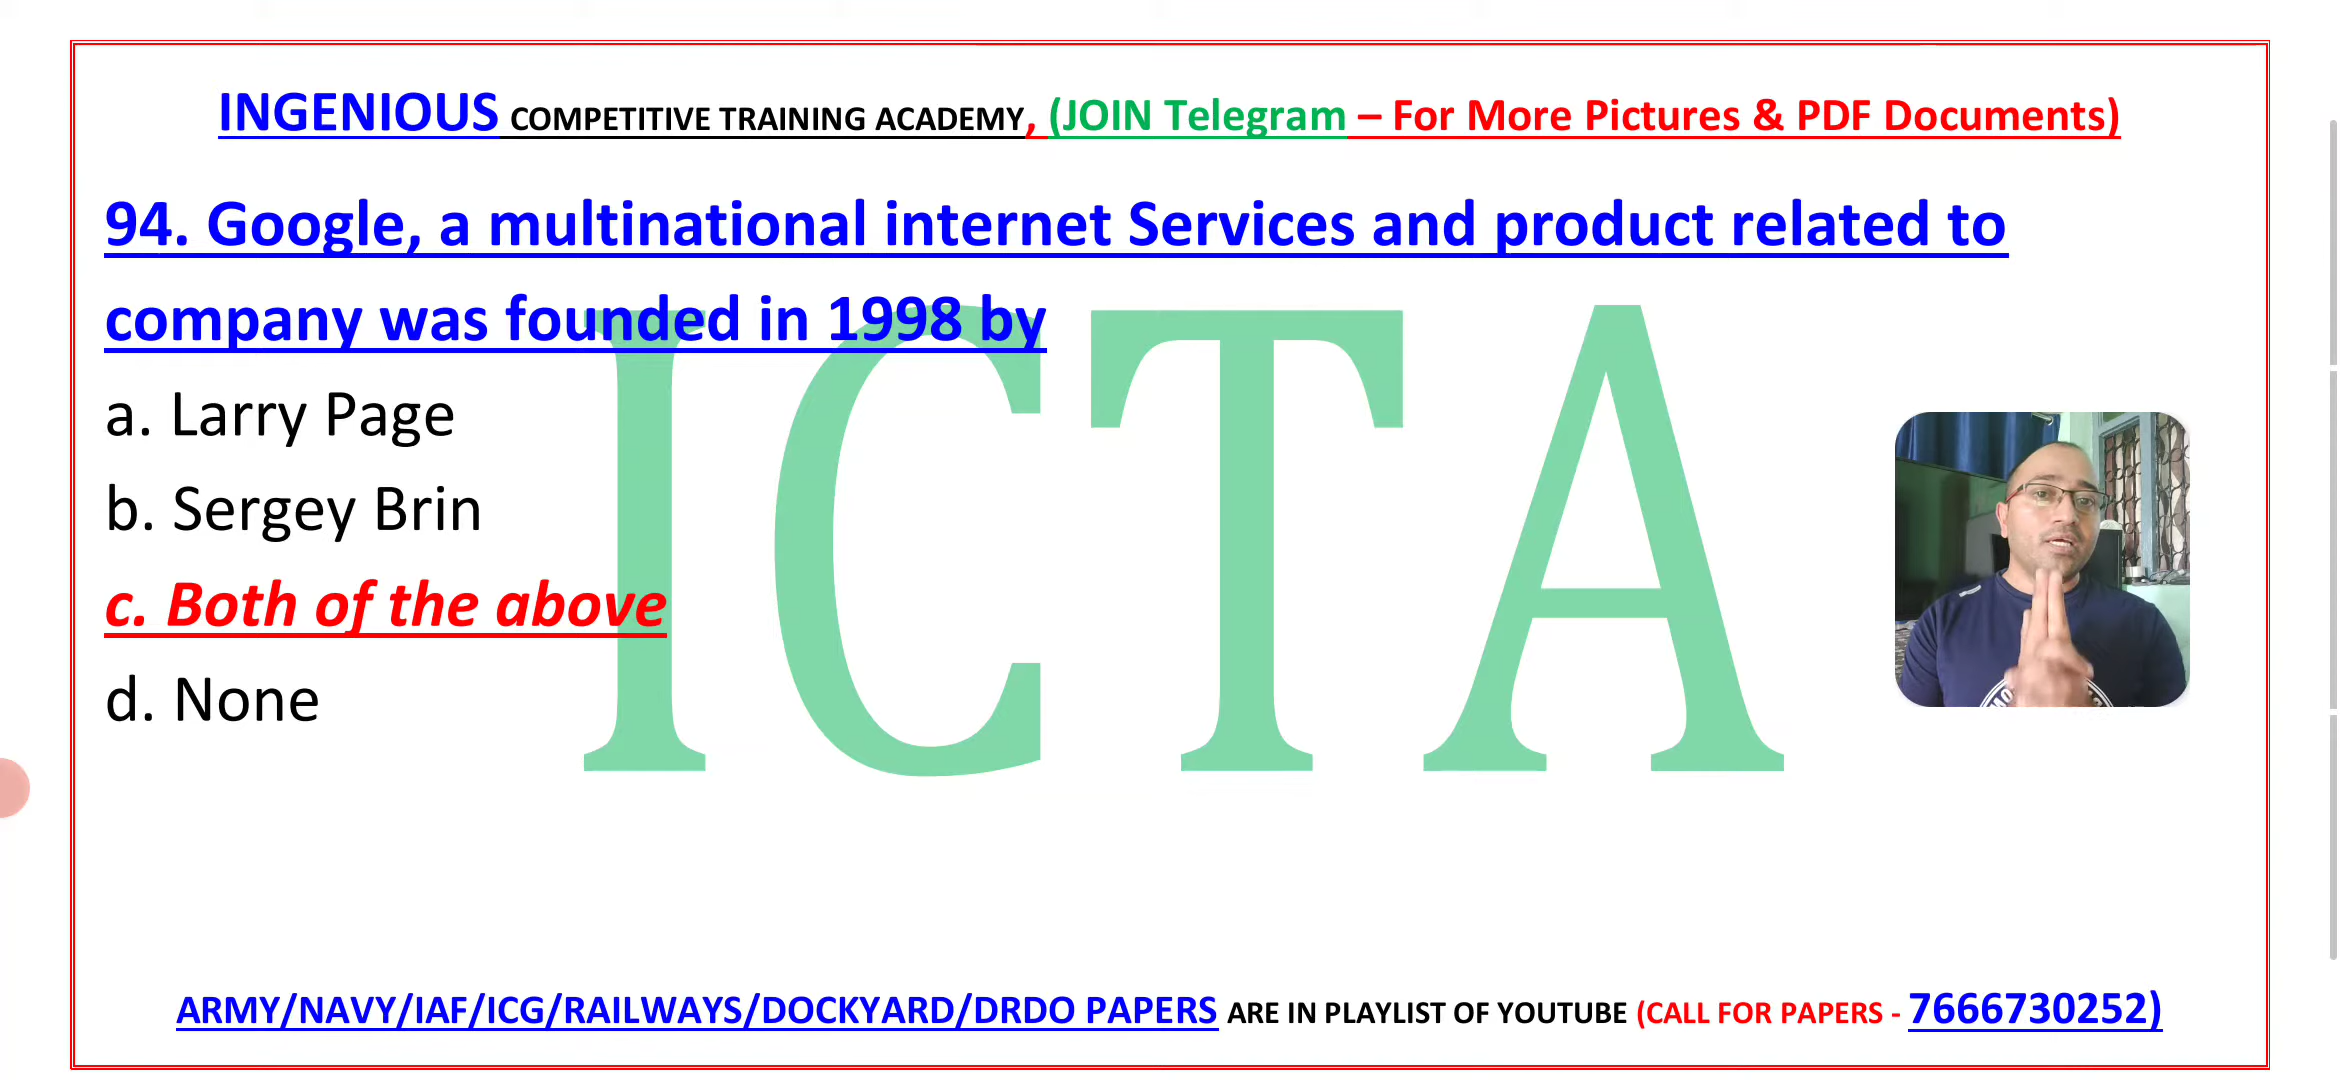 INGENIOUS COMPETITIVE TRAINING ACADEMY, (JOIN Telegram – For More Pictures & PDF Documents)
94. Google, a multinational internet Services and product related to
company was founded in 1998 by
a. Larry Page
b. Sergey Brin
c. Both of the above
d. None
ICTA
ARMY/NAVY/IAF/ICG/RAILWAYS/DOCKYARD/DRDO PAPERS ARE IN PLAYLIST OF YOUTUBE (CALL FOR PAPERS - 7666730252)